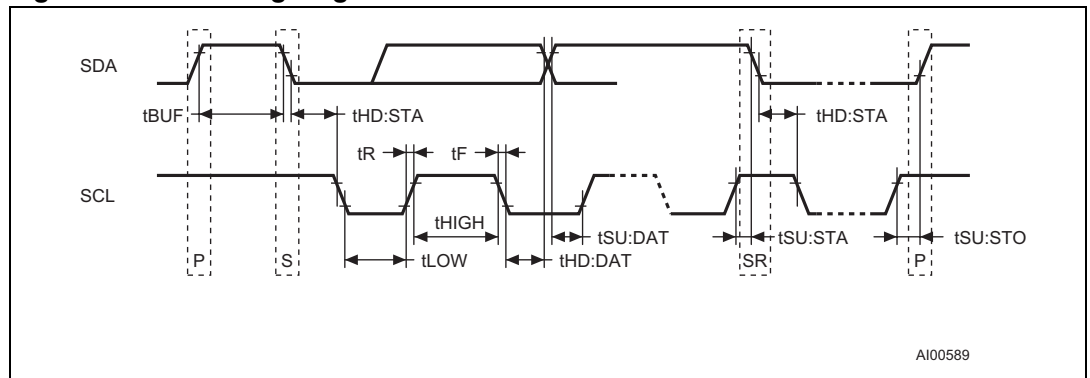 SDA
tBUF
tHD:STA
tHD:STA
tR
tF
SCL
tHIGH
tSU:DAT
tSU:STA
tSU:STO
P
S
tLOW
tHD:DAT
SR
P
AI00589